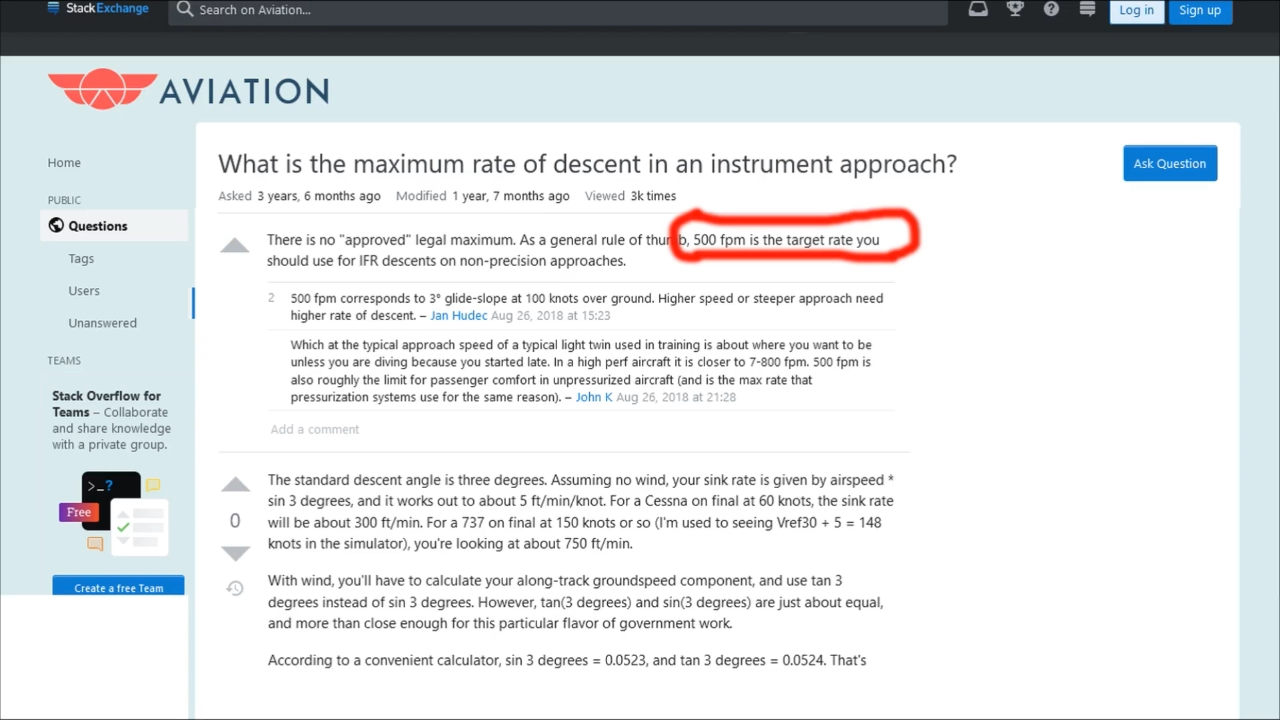 StackExchange
Search on Aviation...
Log in
Sign up
AVIATION
Home
PUBLIC
Questions
Tags
Users
Unanswered
TEAMS
Stack Overflow for
Teams – Collaborate
and share knowledge
with a private group.
>_?
Free
Create a free Team
What is the maximum rate of descent in an instrument approach?
Ask Question
Asked 3 years, 6 months ago Modified 1 year, 7 months ago Viewed 3k times
There is no "approved" legal maximum. As a general rule of thumb, 500 fpm is the target rate you
should use for IFR descents on non-precision approaches.
2 500 fpm corresponds to 3° glide-slope at 100 knots over ground. Higher speed or steeper approach need
higher rate of descent. – Jan Hudec Aug 26, 2018 at 15:23
Which at the typical approach speed of a typical light twin used in training is about where you want to be
unless you are diving because you started late. In a high perf aircraft it is closer to 7-800 fpm. 500 fpm is
also roughly the limit for passenger comfort in unpressurized aircraft (and is the max rate that
pressurization systems use for the same reason). – John K Aug 26, 2018 at 21:28
Add a comment
0
The standard descent angle is three degrees. Assuming no wind, your sink rate is given by airspeed *
sin 3 degrees, and it works out to about 5 ft/min/knot. For a Cessna on final at 60 knots, the sink rate
will be about 300 ft/min. For a 737 on final at 150 knots or so (I'm used to seeing Vref30 + 5 = 148
knots in the simulator), you're looking at about 750 ft/min.
With wind, you'll have to calculate your along-track groundspeed component, and use tan 3
degrees instead of sin 3 degrees. However, tan(3 degrees) and sin(3 degrees) are just about equal,
and more than close enough for this particular flavor of government work.
According to a convenient calculator, sin 3 degrees = 0.0523, and tan 3 degrees = 0.0524. That's